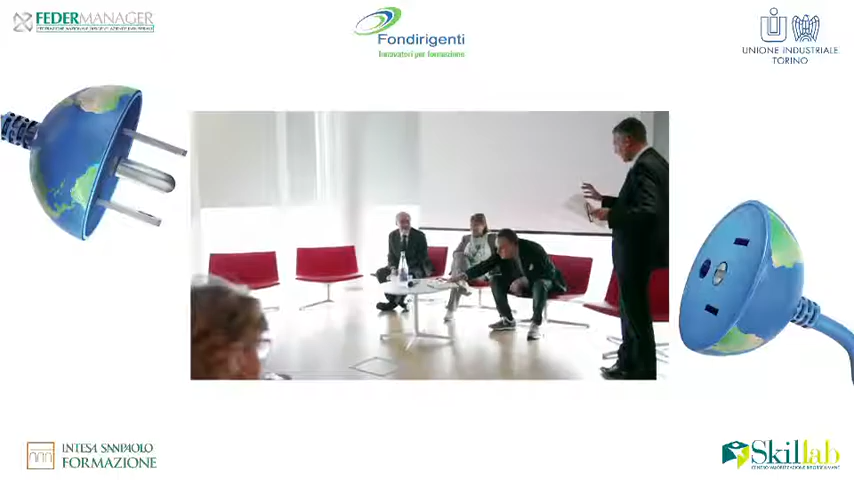 FEDERMANAGER
Fondirigenti
Innovatori per formazione
UNIONE INDUSTRIALE
TORINO
INTESA SANPAOLO
FORMAZIONE
Skillab